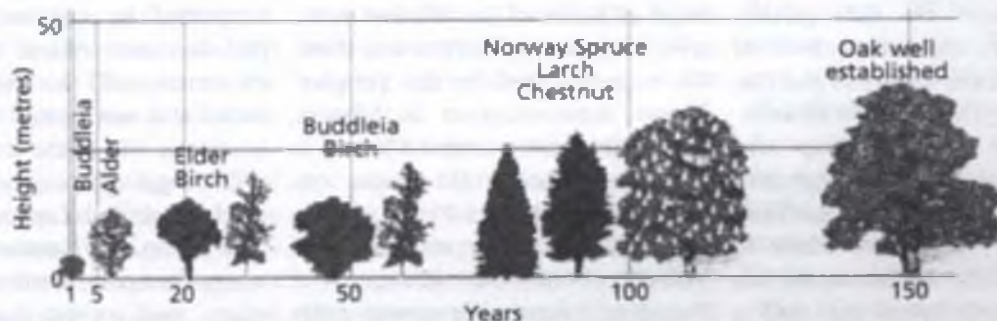 50
Height (metres)
0
Buddleia
Alder
Elder
Birch
Buddleia
Birch
Norway Spruce
Larch
Chestnut
Oak well
established
1 5 20 50 100 150
Years